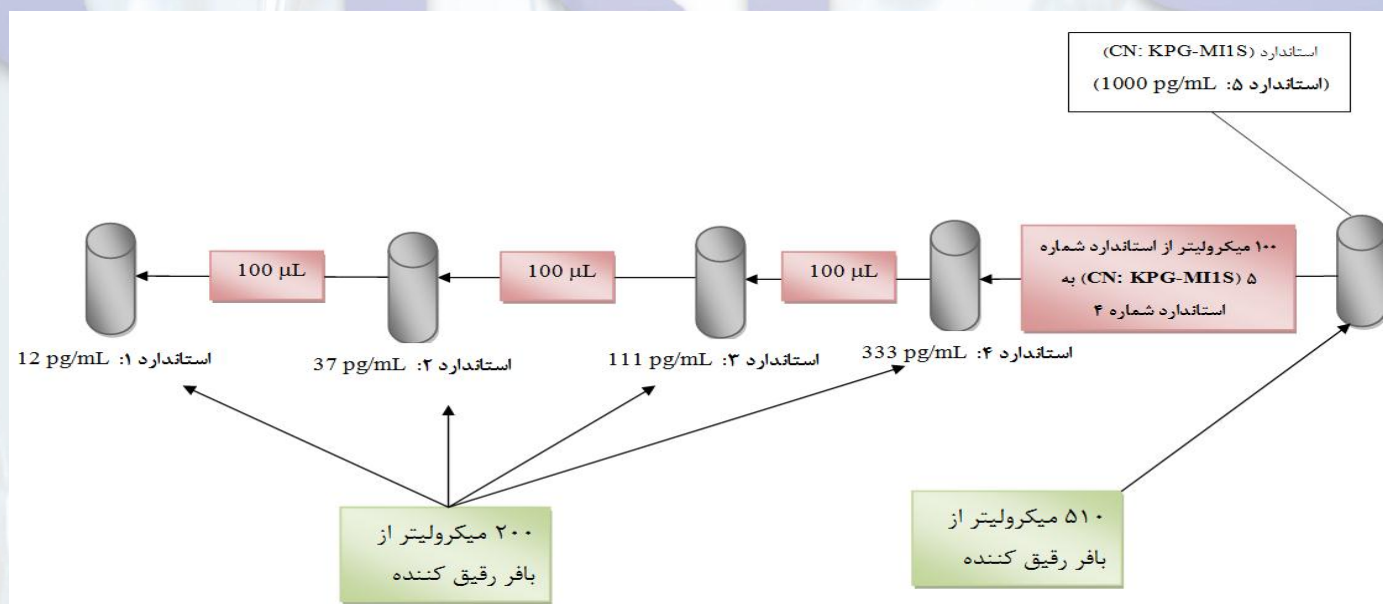 استاندارد (CN: KPG-MI1S)
(استاندارد ۵: 1000 pg/mL)
۱۰۰ میکرولیتر از استاندارد شماره
۵ (CN: KPG-MI1S) به
استاندارد شماره ۴
100 µL
100 µL
100 µL
استاندارد ۴: 333 pg/mL
استاندارد ۳: 111 pg/mL
استاندارد ۲: 37 pg/mL
استاندارد ۱: 12 pg/mL
۵۱۰ میکرولیتر از
بافر رقیق کننده
۲۰۰ میکرولیتر از
بافر رقیق کننده